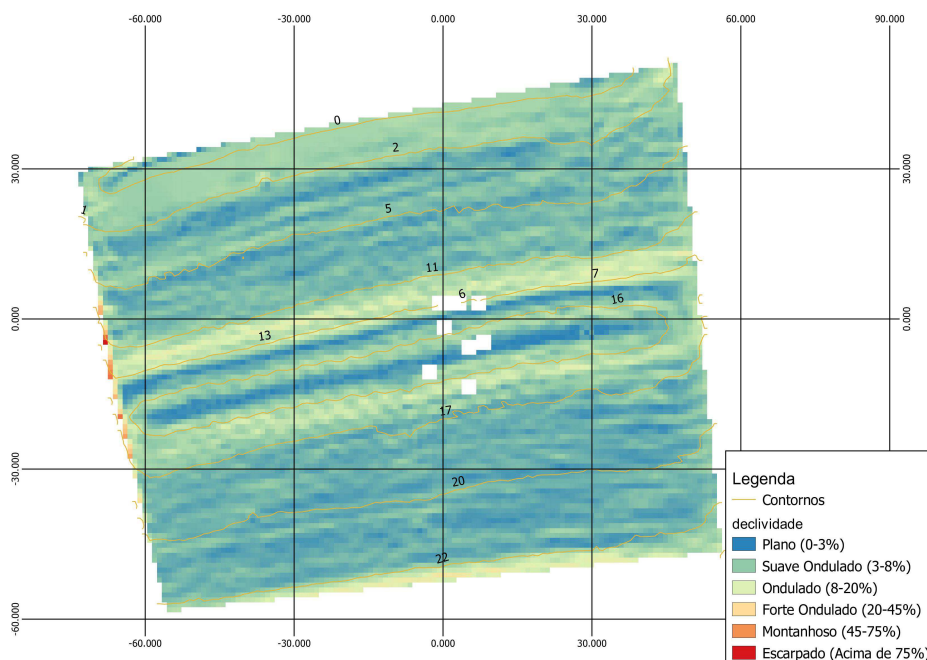 -60.000 -30.000 0.000 30.000 60.000 90.000
0
2
30.000 30.000
5
1
11
7
6
16
0.000 0.000
13
17
-30.000
20
22
Legenda
Contornos
declividade
Plano (0-3%)
Suave Ondulado (3-8%)
Ondulado (8-20%)
Forte Ondulado (20-45%)
Montanhoso (45-75%)
Escarpado (Acima de 75%)
-60.000
-60.000 -30.000 0.000 30.000